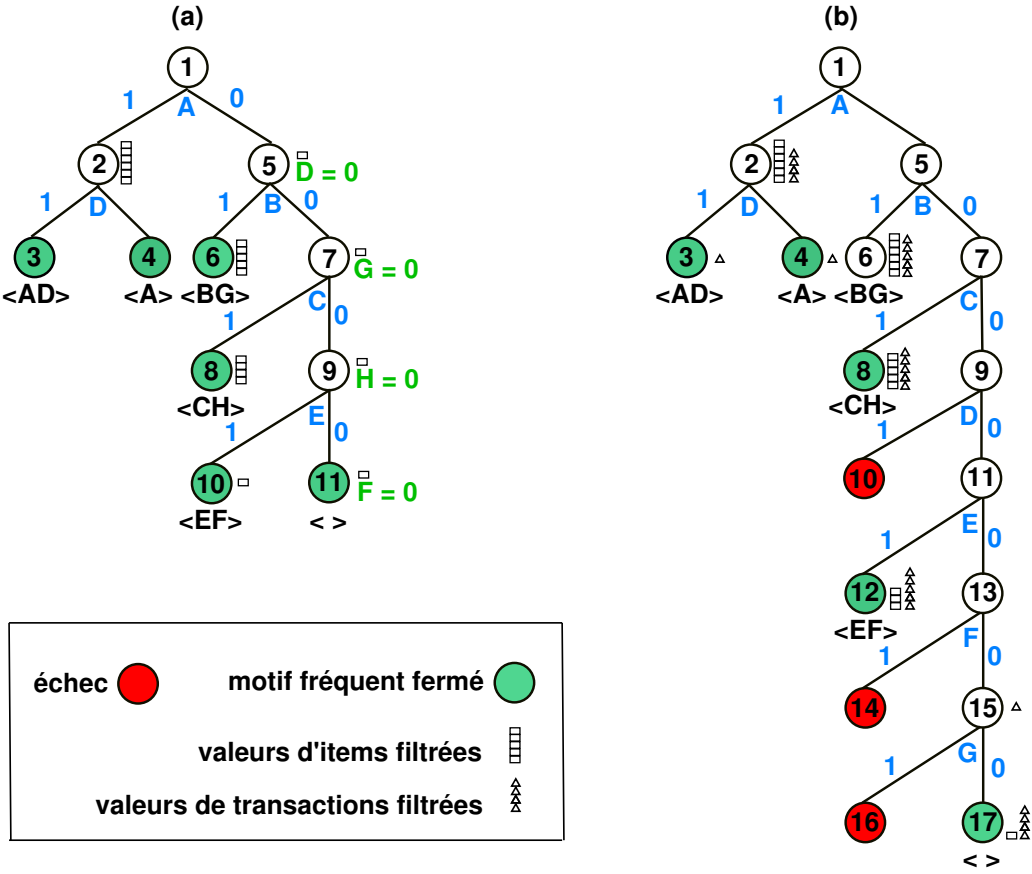 (a)
1
1 A 0
2 5 D = 0
1 D 1 B 0
3 4 6 7 G = 0
<AD> <A> <BG>
C
1 0
8 9 H = 0
<CH>
E
1 0
10 11 F = 0
<EF> < >
(b)
1
1 A
2 5
1 D 1 B 0
3 4 6 7
<AD> <A> <BG>
C
1 0
8 9
<CH>
D
1 0
10 11
E
1 0
12 13
<EF>
F
1 0
14 15
G
1 0
16 17
< >
échec motif fréquent fermé
valeurs d'items filtrées
valeurs de transactions filtrées